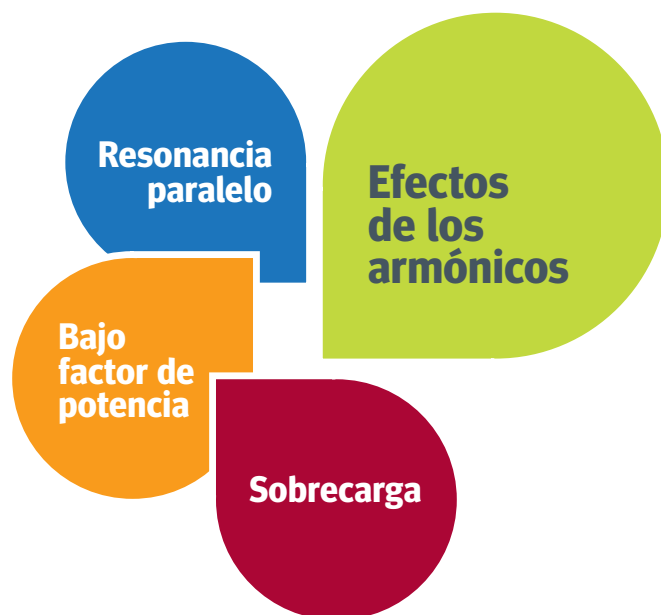 Resonancia
paralelo
Efectos
de los
armónicos
Bajo
factor de
potencia
Sobrecarga